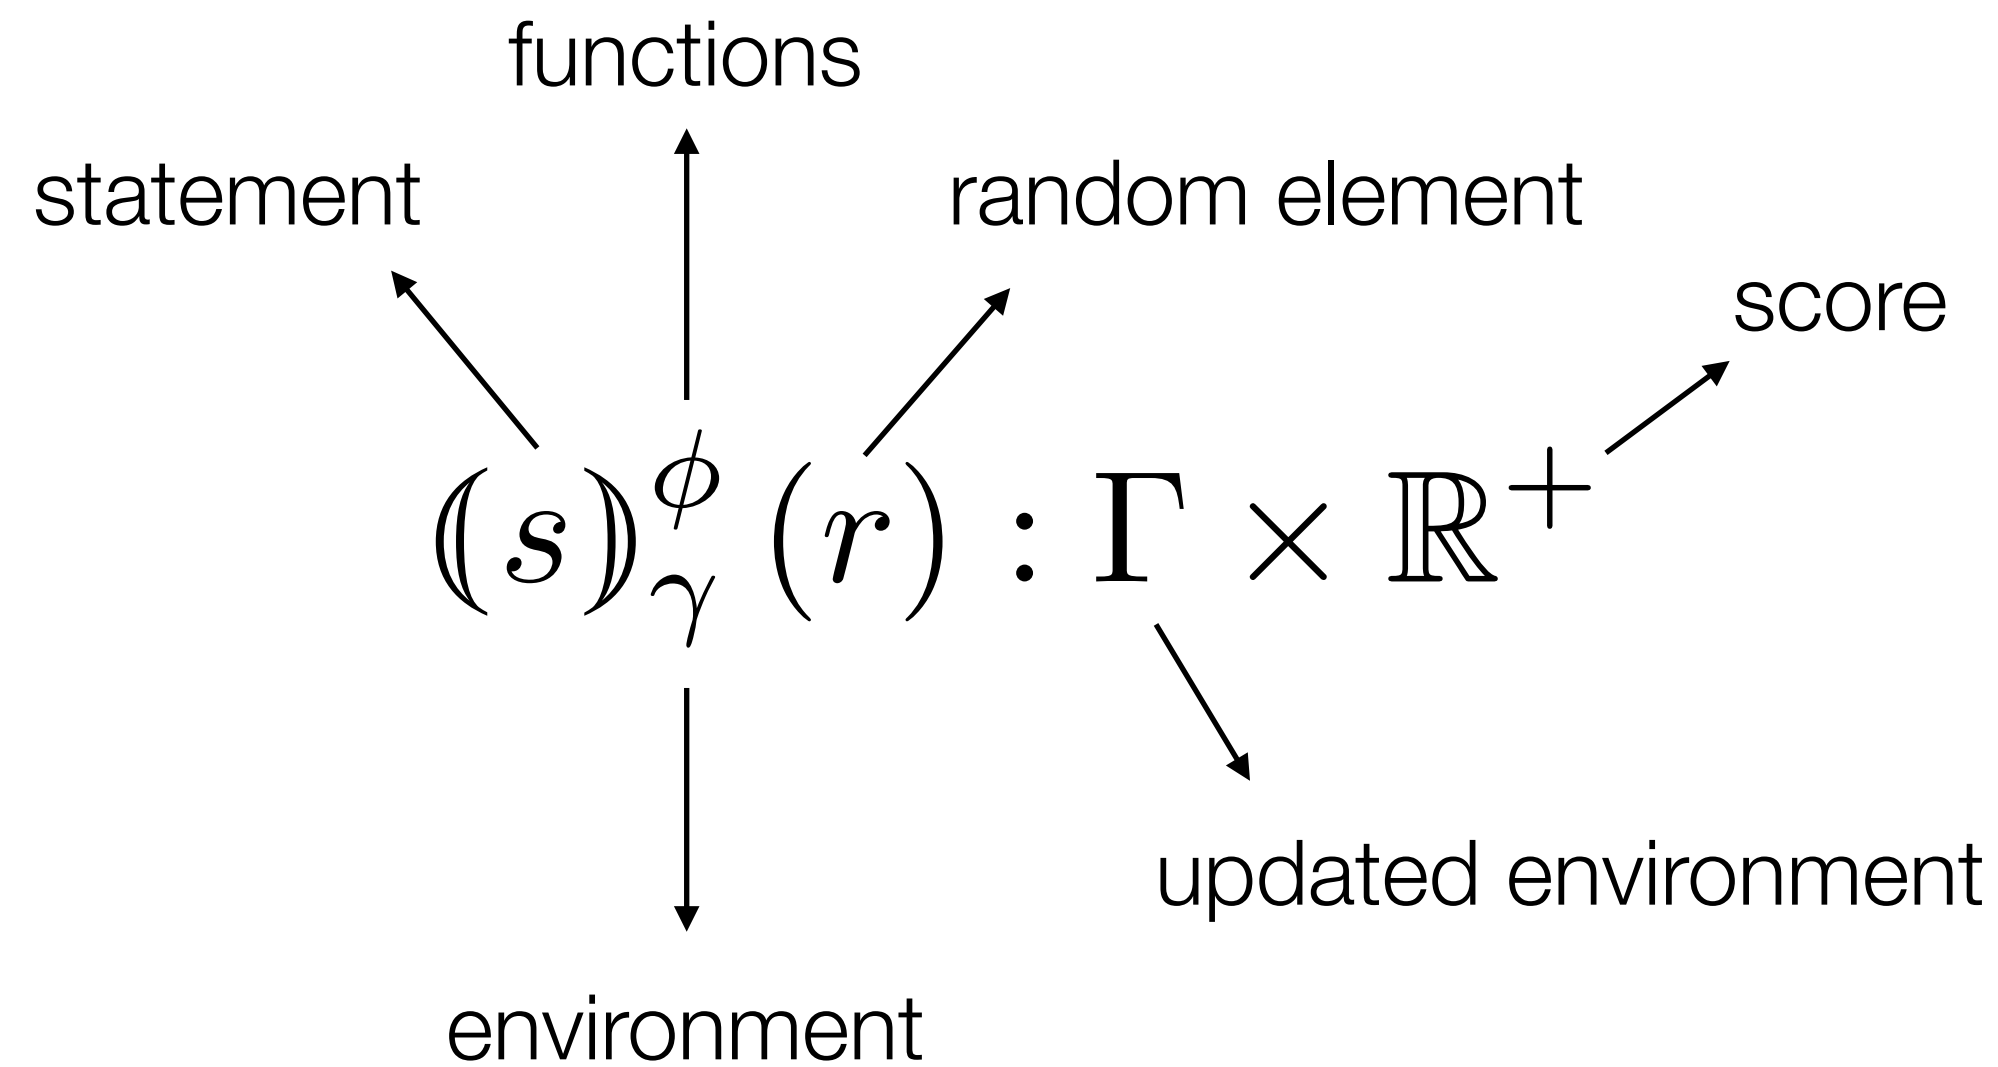 functions
statement
random element
score
⦅s⦆^ϕ_γ (r) : Γ × ℝ⁺
updated environment
environment